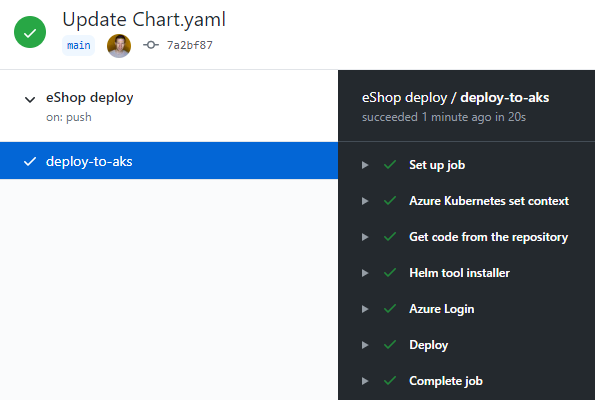 Update Chart.yaml
main 7a2bf87
eShop deploy
on: push
deploy-to-aks
eShop deploy / deploy-to-aks
succeeded 1 minute ago in 20s
Set up job
Azure Kubernetes set context
Get code from the repository
Helm tool installer
Azure Login
Deploy
Complete job